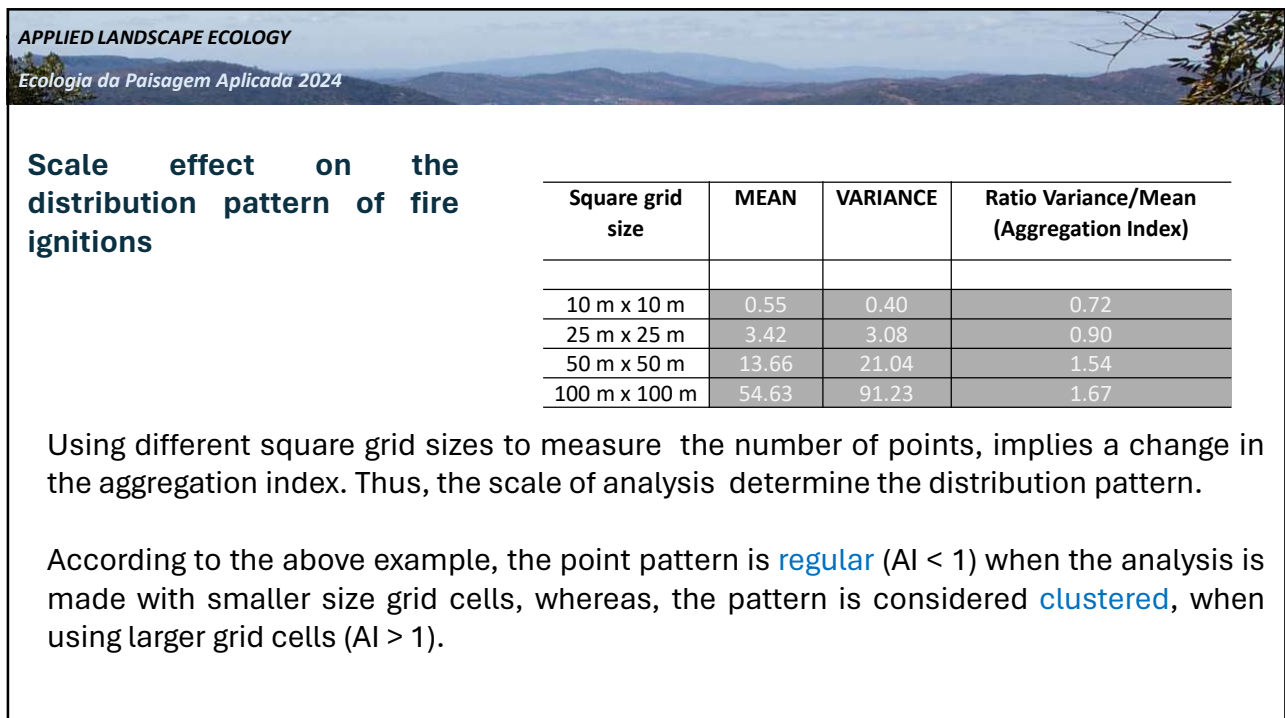 APPLIED LANDSCAPE ECOLOGY
Ecologia da Paisagem Aplicada 2024
Scale effect on the
distribution pattern of fire
ignitions
Square grid size MEAN VARIANCE Ratio Variance/Mean (Aggregation Index)
10 m x 10 m 0.55 0.40 0.72
25 m x 25 m 3.42 3.08 0.90
50 m x 50 m 13.66 21.04 1.54
100 m x 100 m 54.63 91.23 1.67
Using different square grid sizes to measure the number of points, implies a change in
the aggregation index. Thus, the scale of analysis determine the distribution pattern.
According to the above example, the point pattern is regular (AI < 1) when the analysis is
made with smaller size grid cells, whereas, the pattern is considered clustered, when
using larger grid cells (AI > 1).